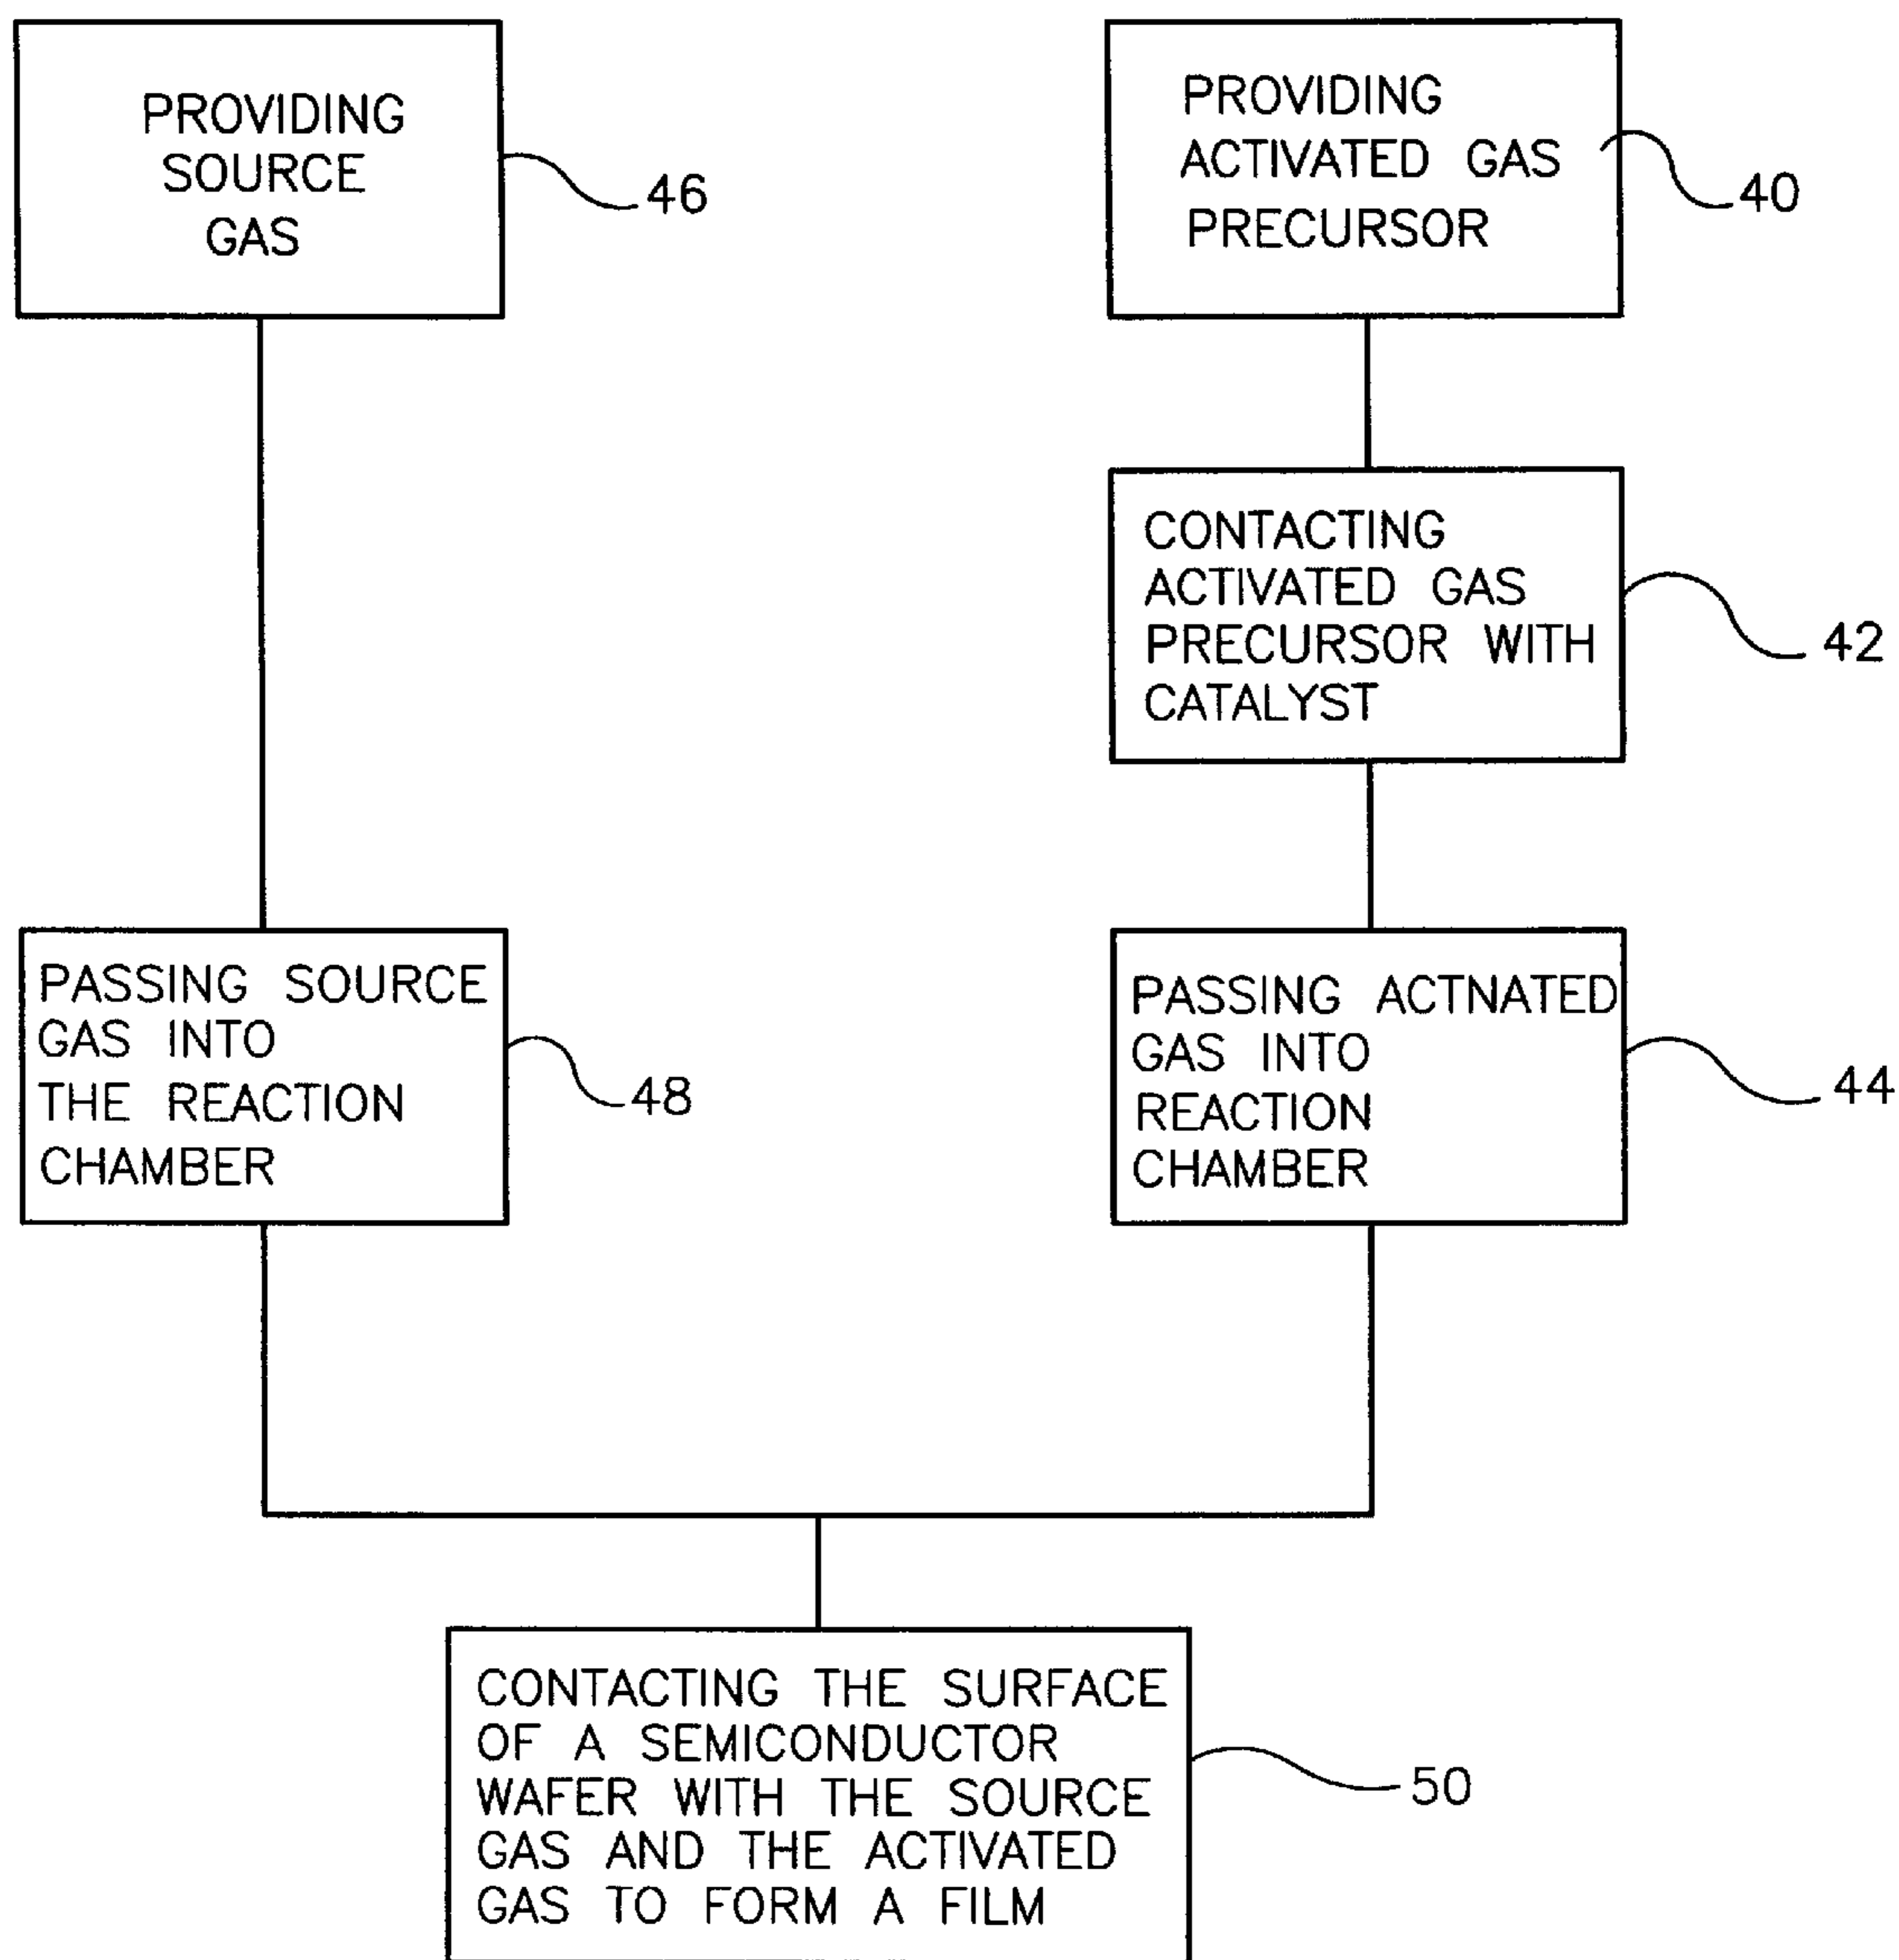 PROVIDING
SOURCE
GAS
46
PROVIDING
ACTIVATED GAS
PRECURSOR
40
CONTACTING
ACTIVATED GAS
PRECURSOR WITH
CATALYST
42
PASSING SOURCE
GAS INTO
THE REACTION
CHAMBER
48
PASSING ACTNATED
GAS INTO
REACTION
CHAMBER
44
CONTACTING THE SURFACE
OF A SEMICONDUCTOR
WAFER WITH THE SOURCE
GAS AND THE ACTIVATED
GAS TO FORM A FILM
50